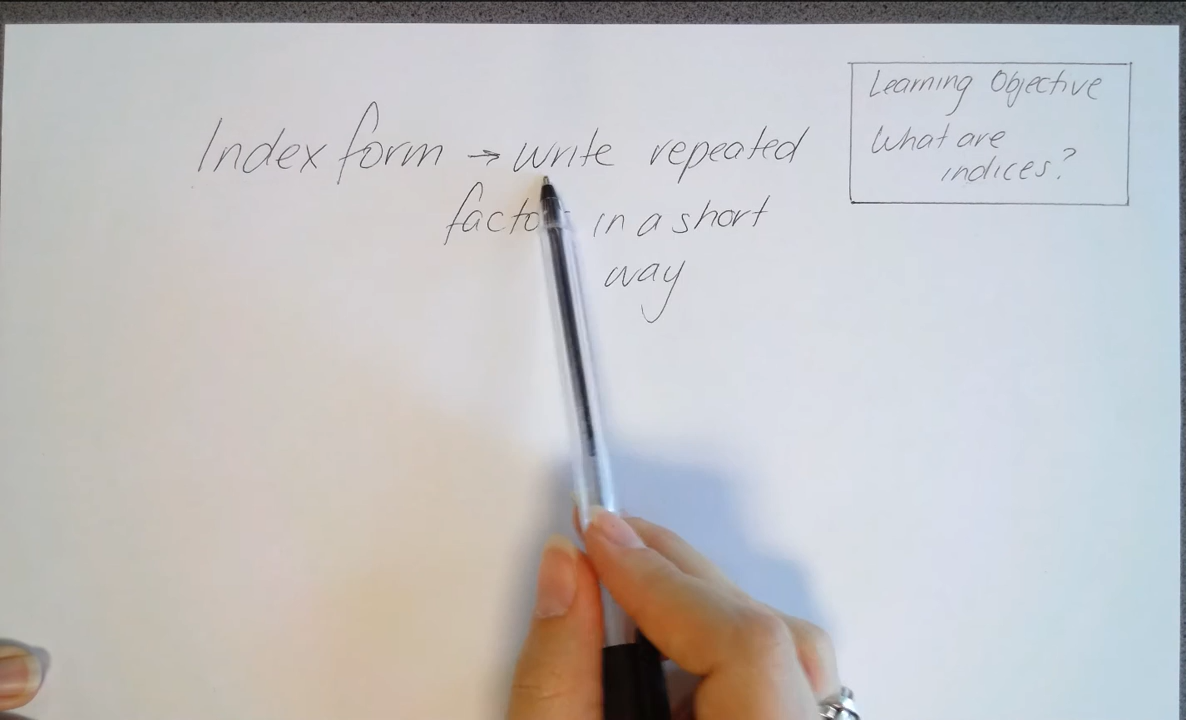 Index form → write repeated
in a short
way
Learning Objective
What are
indices?